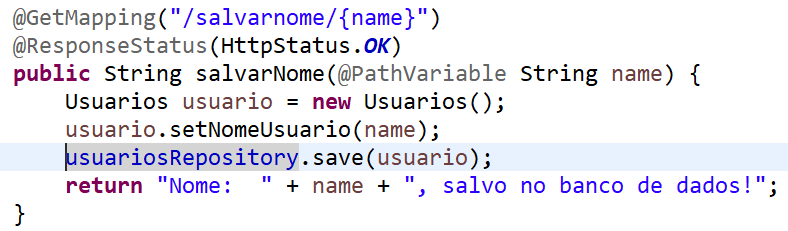 @GetMapping("/salvarnome/{name}")
@ResponseStatus(HttpStatus.OK)
public String salvarNome(@PathVariable String name) {
    Usuarios usuario = new Usuarios();
    usuario.setNomeUsuario(name);
    usuariosRepository.save(usuario);
    return "Nome:  " + name + ", salvo no banco de dados!";
}